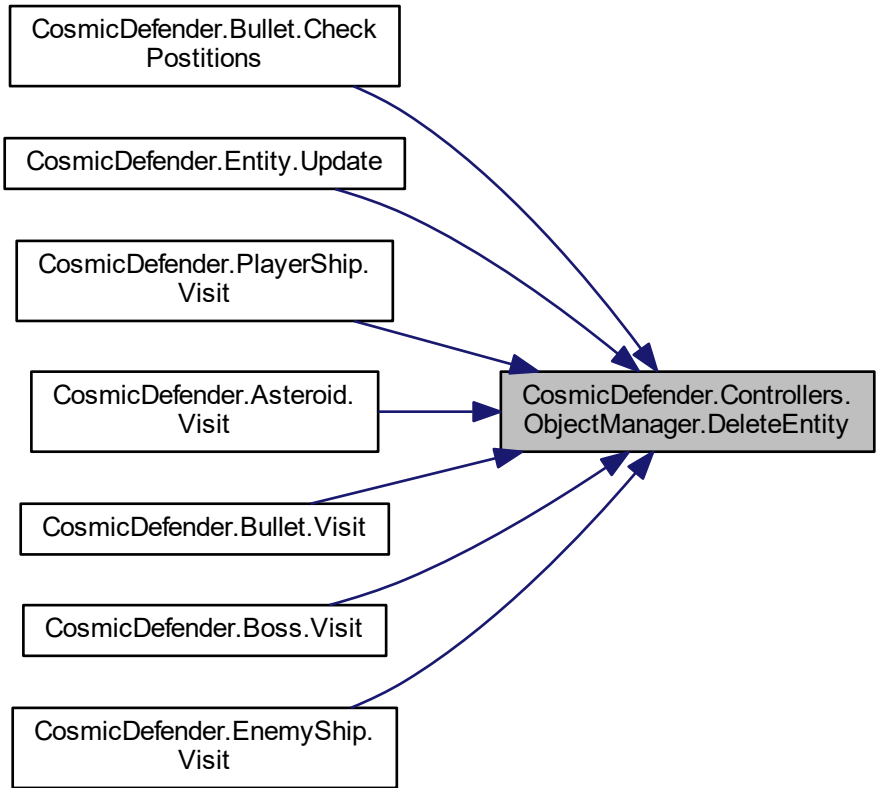 CosmicDefender.Bullet.Check
Postitions
CosmicDefender.Entity.Update
CosmicDefender.PlayerShip.
Visit
CosmicDefender.Asteroid.
Visit
CosmicDefender.Bullet.Visit
CosmicDefender.Boss.Visit
CosmicDefender.EnemyShip.
Visit
CosmicDefender.Controllers.
ObjectManager.DeleteEntity